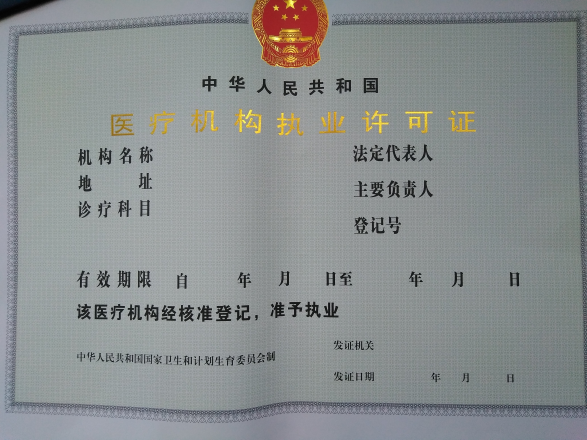 中华人民共和国
医疗机构执业许可证
机构名称 法定代表人
地 址 主要负责人
诊疗科目 登记号
有效期限 自 年 月 日至 年 月 日
该医疗机构经核准登记，准予执业
发证机关
中华人民共和国国家卫生和计划生育委员会制
发证日期 年 月 日